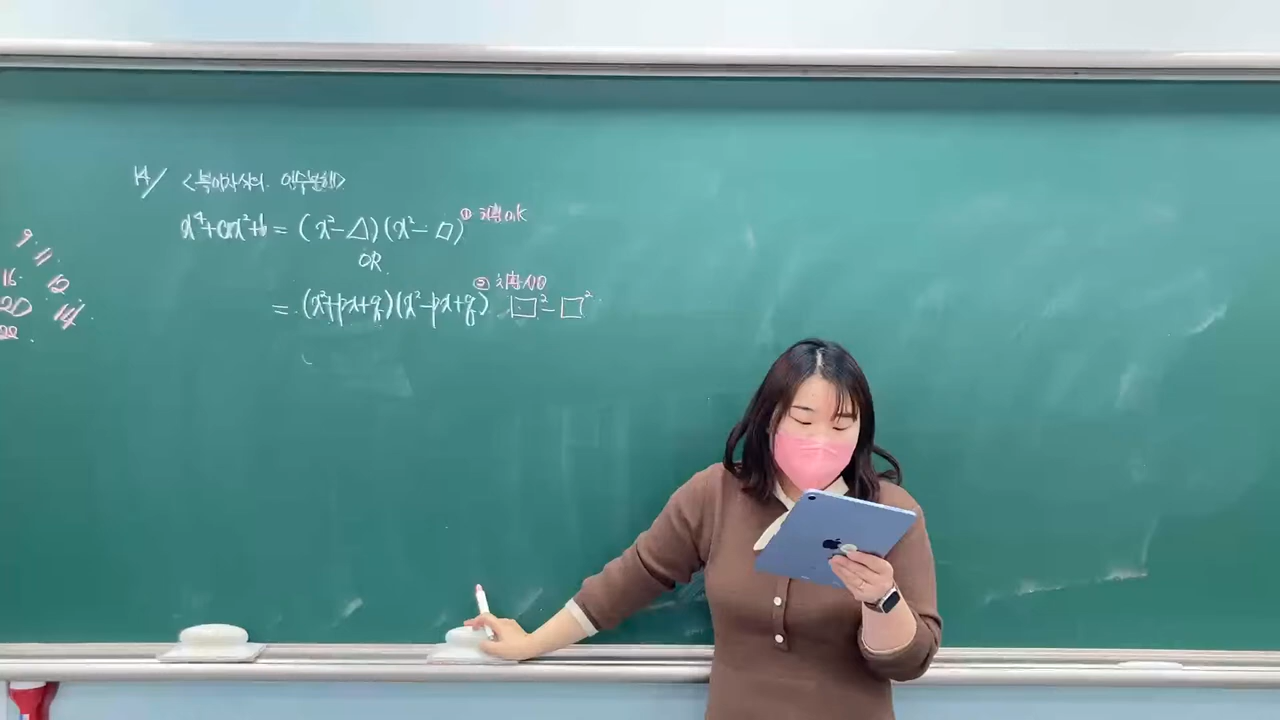 14/ <복이차식의 인수분해>
x⁴+ax²+b = (x²-△)(x²-□) ① 치환 OK
OR
= (x²+px+q)(x²-px+q) ② 치환 NO □²-□²
9. 11.
16. 12
20 14.
22.